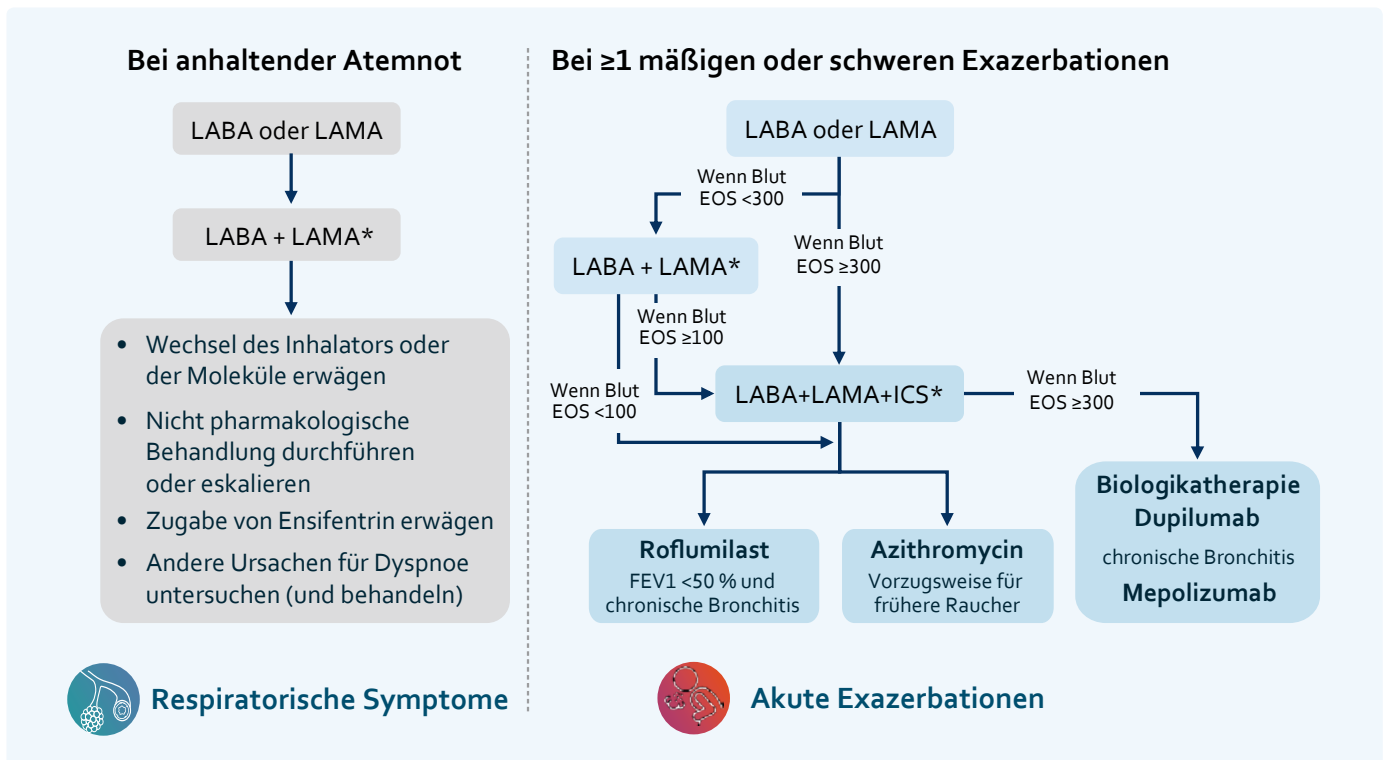 Bei anhaltender Atemnot
LABA oder LAMA
LABA + LAMA*
• Wechsel des Inhalators oder
der Moleküle erwägen
• Nicht pharmakologische
Behandlung durchführen
oder eskalieren
• Zugabe von Ensifentrin erwägen
• Andere Ursachen für Dyspnoe
untersuchen (und behandeln)
Respiratorische Symptome
Bei ≥1 mäßigen oder schweren Exazerbationen
LABA oder LAMA
Wenn Blut
EOS <300
LABA + LAMA*
Wenn Blut
EOS ≥300
Wenn Blut
EOS ≥100
Wenn Blut
EOS <100
LABA+LAMA+ICS*
Wenn Blut
EOS ≥300
Roflumilast
FEV1 <50 % und
chronische Bronchitis
Azithromycin
Vorzugsweise für
frühere Raucher
Biologikatherapie
Dupilumab
chronische Bronchitis
Mepolizumab
Akute Exazerbationen